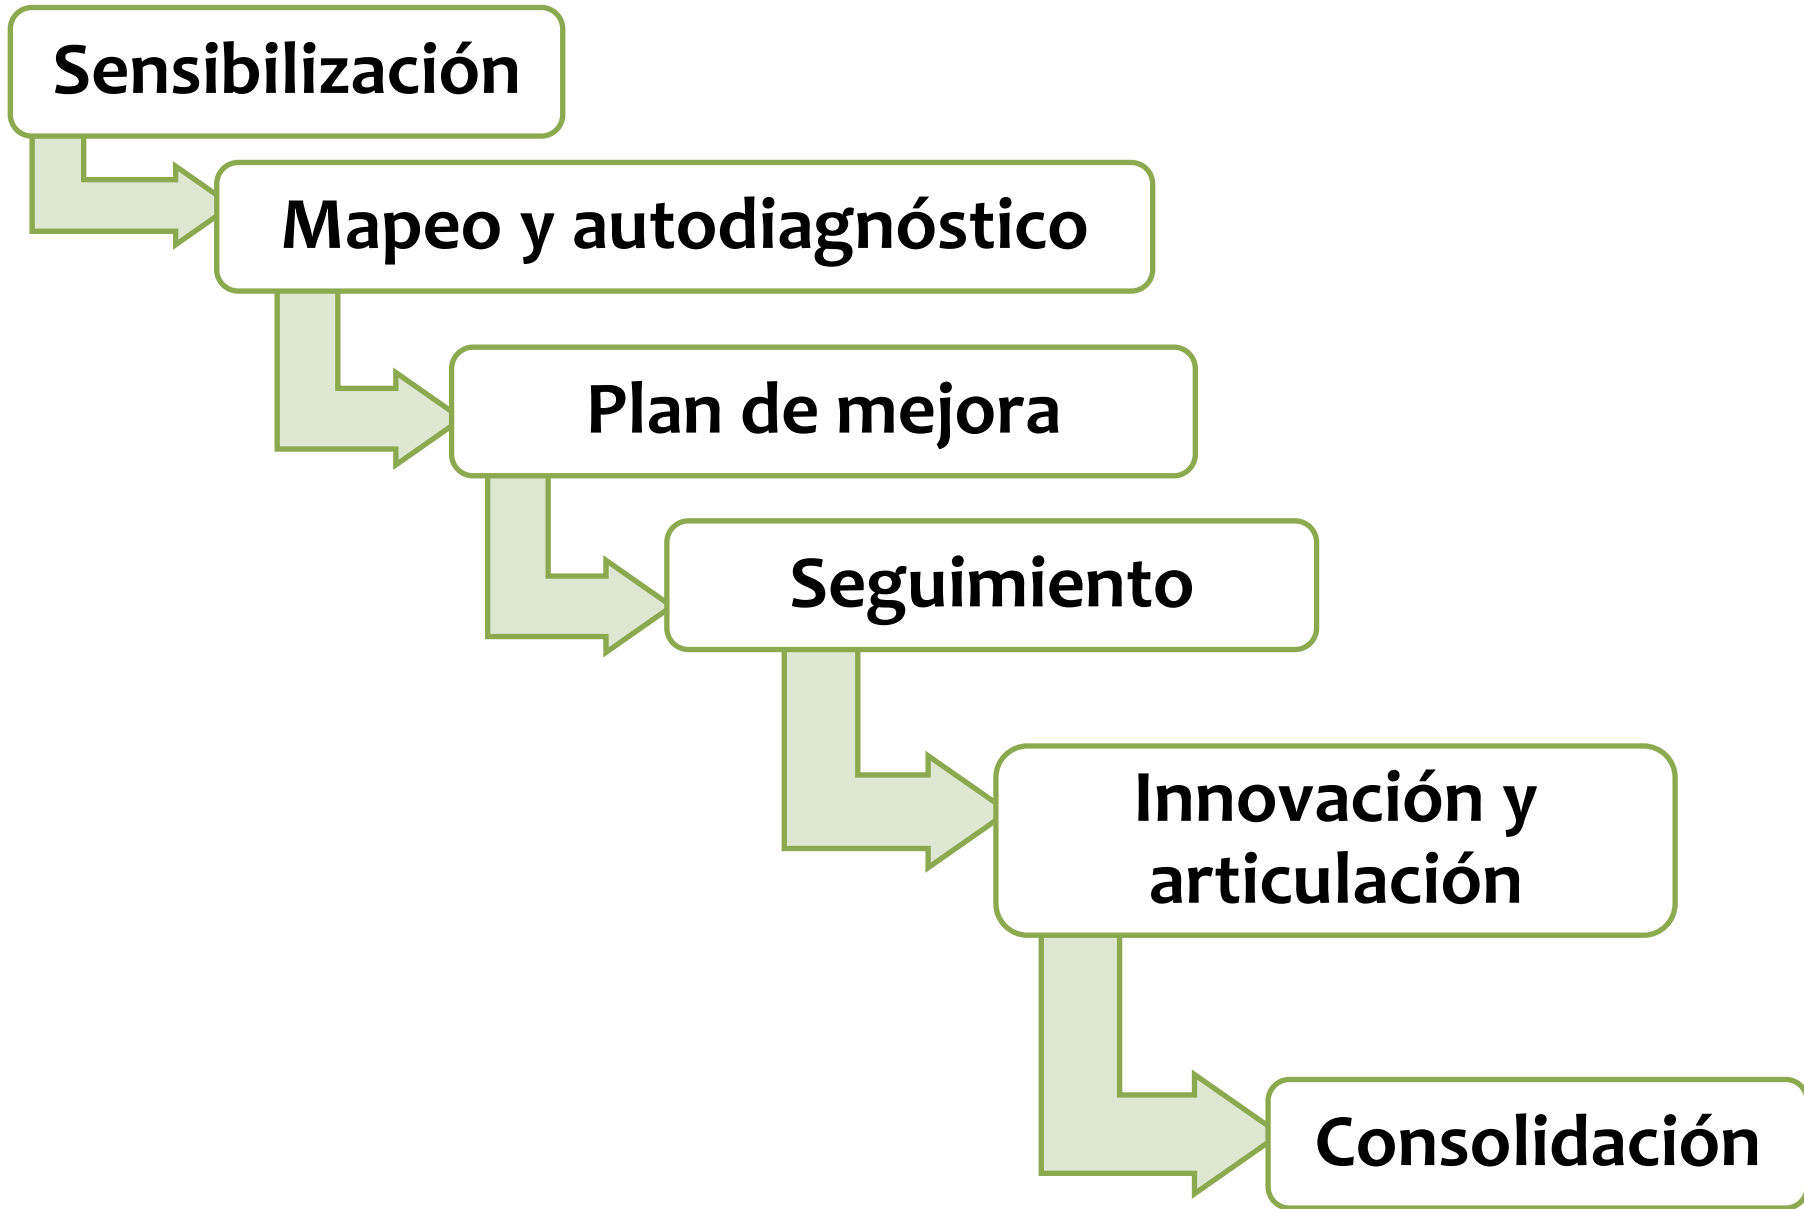 Sensibilización
Mapeo y autodiagnóstico
Plan de mejora
Seguimiento
Innovación y
articulación
Consolidación